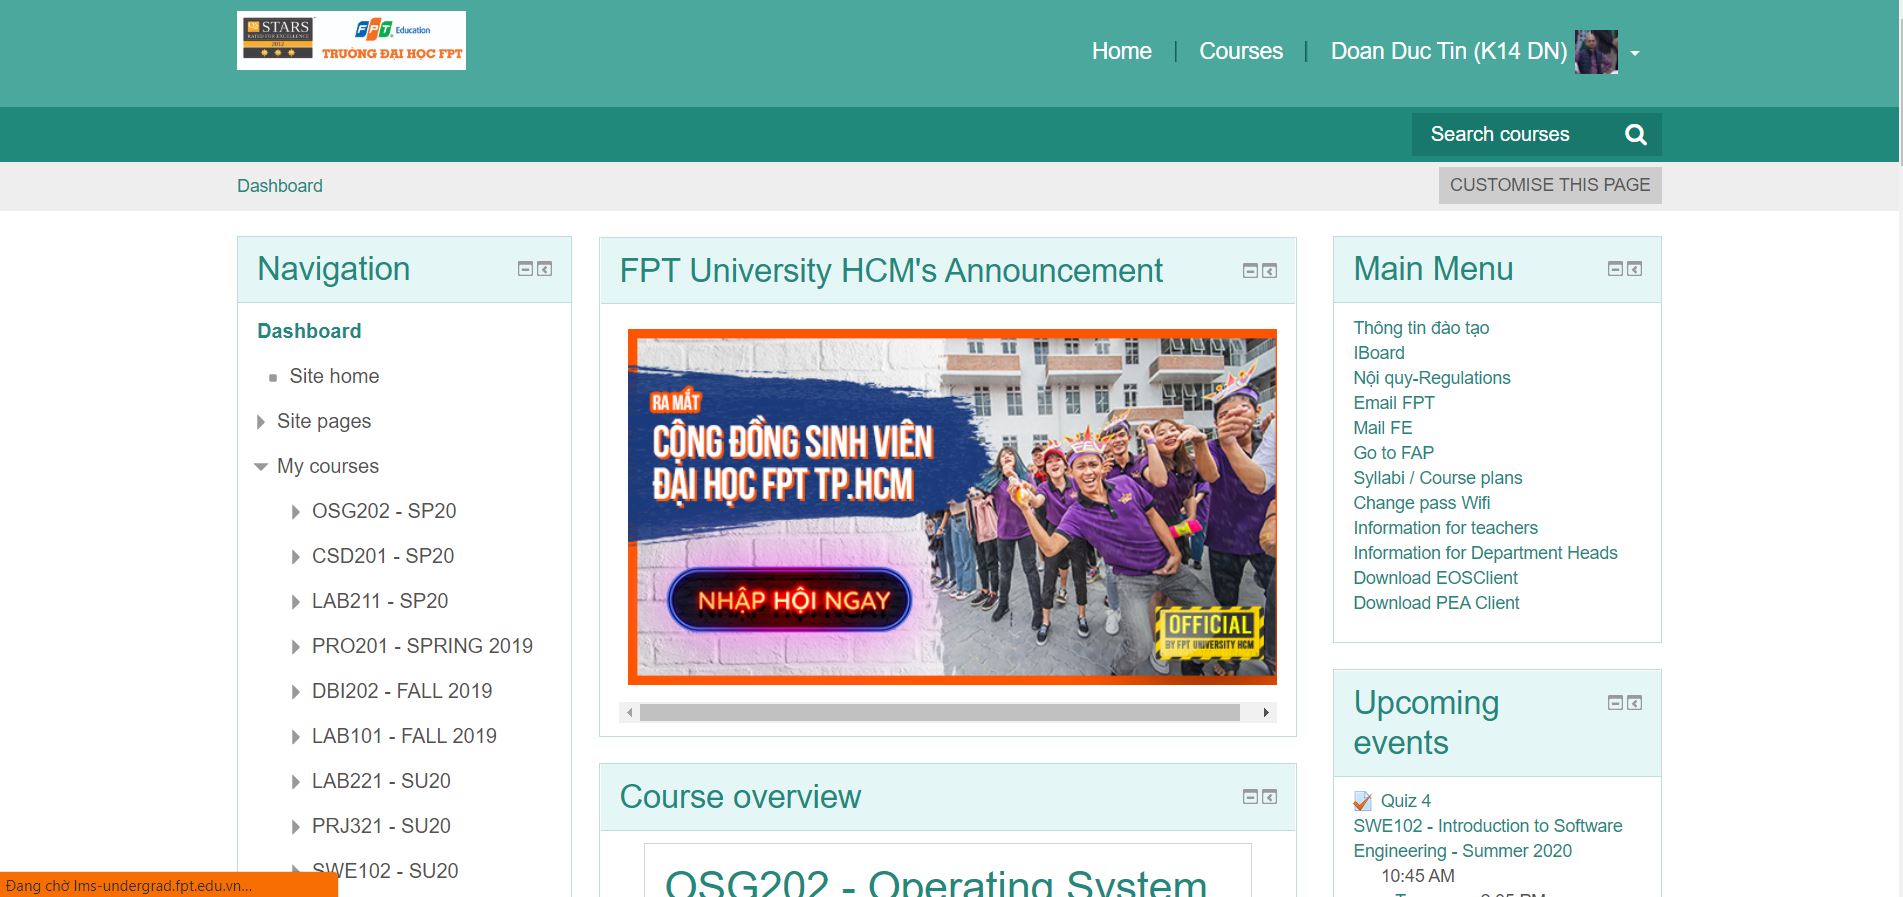 QS STARS
RATED FOR EXCELLENCE
2012
FPT Education
TRƯỜNG ĐẠI HỌC FPT
Home | Courses | Doan Duc Tin (K14 DN)
Search courses
Dashboard
CUSTOMISE THIS PAGE
Navigation
Dashboard
Site home
Site pages
My courses
OSG202 - SP20
CSD201 - SP20
LAB211 - SP20
PRO201 - SPRING 2019
DBI202 - FALL 2019
LAB101 - FALL 2019
LAB221 - SU20
PRJ321 - SU20
SWE102 - SU20
FPT University HCM's Announcement
RA MẮT
CỘNG ĐỒNG SINH VIÊN
ĐẠI HỌC FPT TP.HCM
NHẬP HỘI NGAY
OFFICIAL
BY FPT UNIVERSITY HCM
Course overview
OSG202 - Operating System
Main Menu
Thông tin đào tạo
IBoard
Nội quy-Regulations
Email FPT
Mail FE
Go to FAP
Syllabi / Course plans
Change pass Wifi
Information for teachers
Information for Department Heads
Download EOSClient
Download PEA Client
Upcoming
events
Quiz 4
SWE102 - Introduction to Software
Engineering - Summer 2020
10:45 AM
Đang chờ lms-undergrad.fpt.edu.vn...